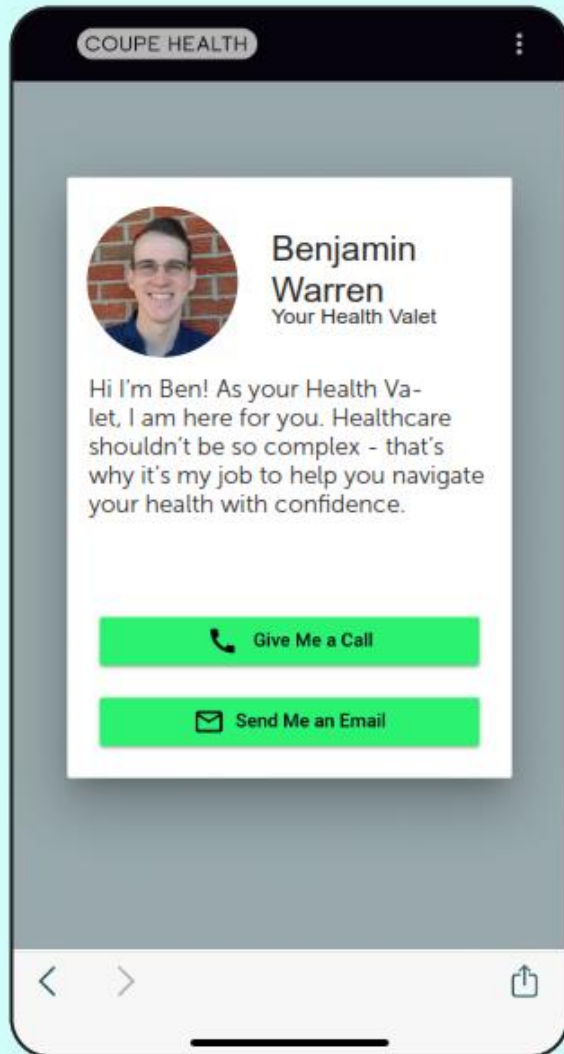 COUPE HEALTH
Benjamin
Warren
Your Health Valet
Hi I'm Ben! As your Health Va-
let, I am here for you. Healthcare
shouldn't be so complex - that's
why it's my job to help you navigate
your health with confidence.
Give Me a Call
Send Me an Email